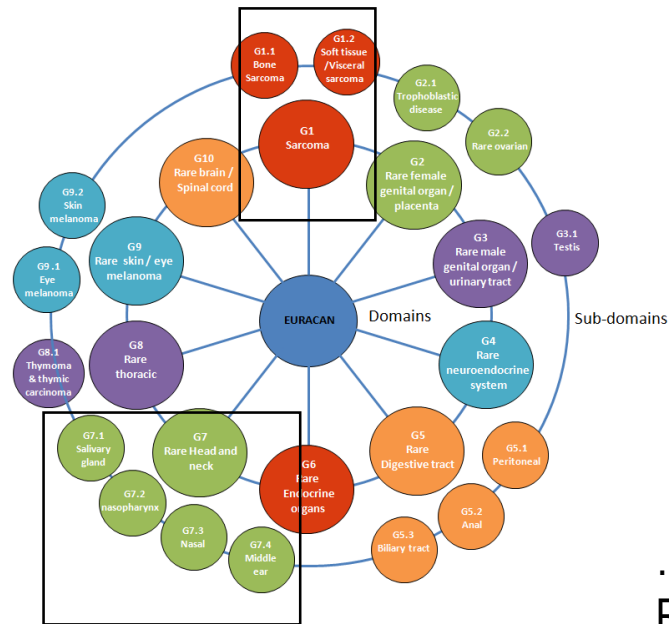 G1.1
Bone
Sarcoma
G1.2
Soft tissue
/Visceral
sarcoma
G2.1
Trophoblastic
disease
G2.2
Rare ovarian
G1
Sarcoma
G10
Rare brain /
Spinal cord
G2
Rare female
genital organ /
placenta
G9.2
Skin
melanoma
G9
Rare skin / eye
melanoma
G3
Rare male
genital organ /
urinary tract
G3.1
Testis
G9 .1
Eye
melanoma
EURACAN
Domains
Sub-domains
G8.1
Thymoma
& thymic
carcinoma
G8
Rare
thoracic
G4
Rare
neuroendocrine
system
G7.1
Salivary
gland
G7
Rare Head and
neck
G6
Rare
Endocrine
organs
G5
Rare
Digestive tract
G5.1
Peritoneal
G7.2
nasopharynx
G7.3
Nasal
G7.4
Middle
ear
G5.3
Biliary tract
G5.2
Anal